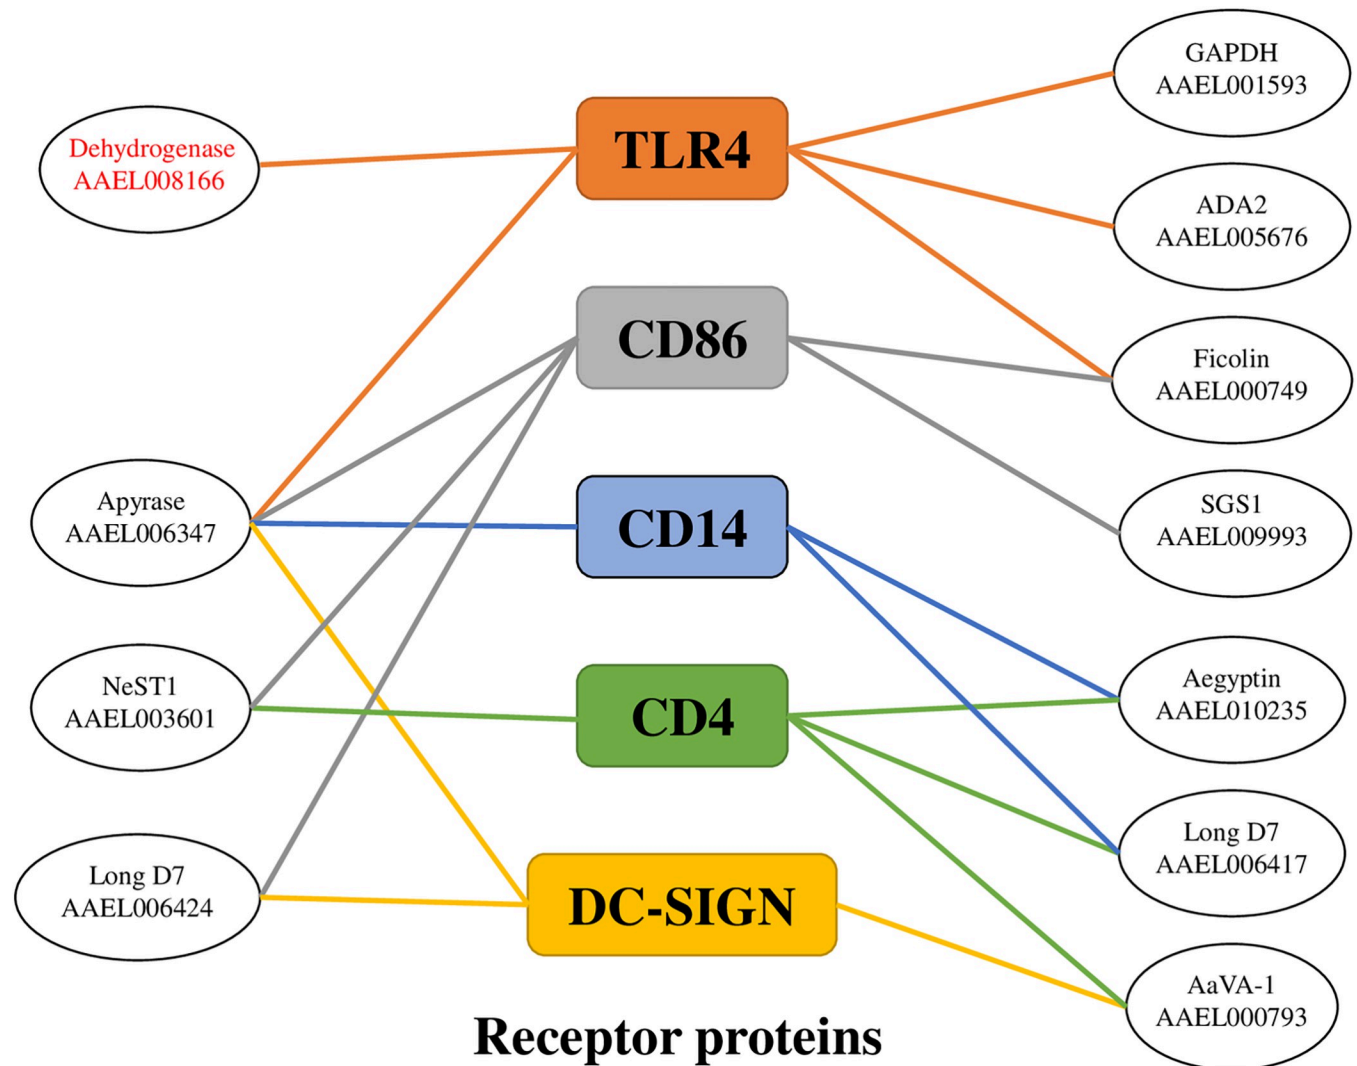 Dehydrogenase
AAEL008166
Apyrase
AAEL006347
NeST1
AAEL003601
Long D7
AAEL006424
TLR4
CD86
CD14
CD4
DC-SIGN
Receptor proteins
GAPDH
AAEL001593
ADA2
AAEL005676
Ficolin
AAEL000749
SGS1
AAEL009993
Aegyptin
AAEL010235
Long D7
AAEL006417
AaVA-1
AAEL000793